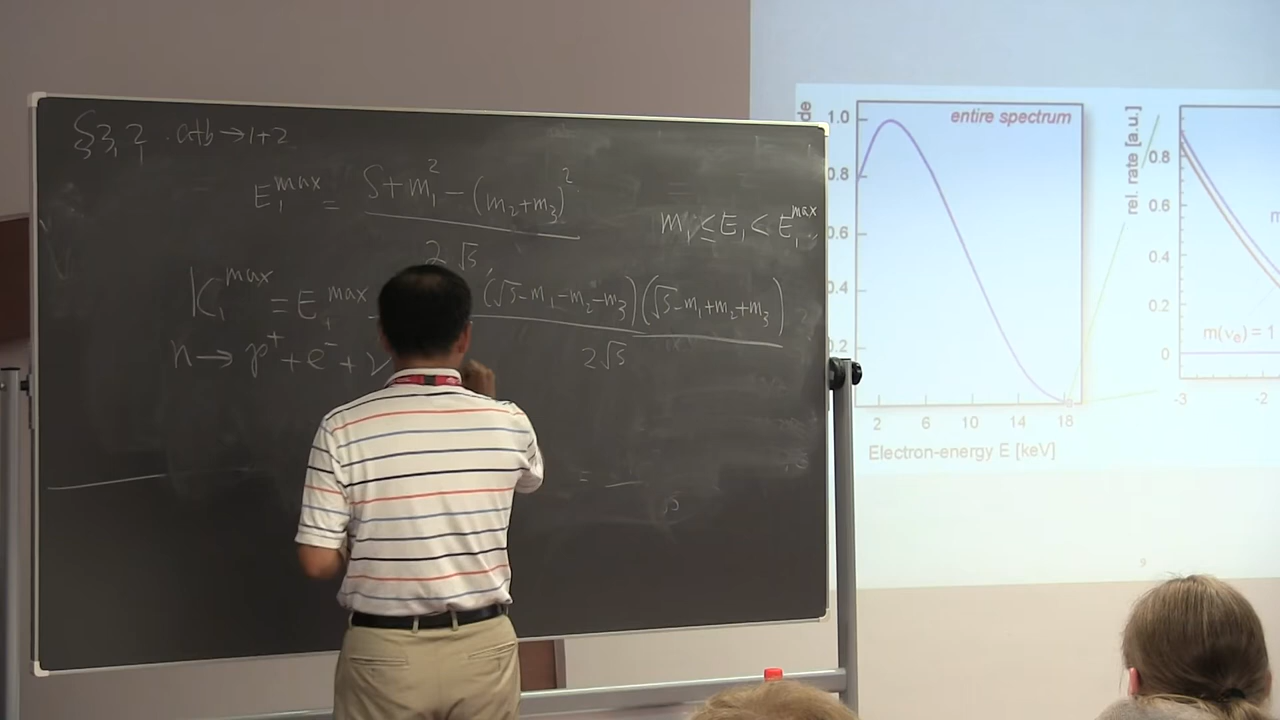 §3,2 a+b→1+2
E₁^max = S+m₁²−(m₂+m₃)² / 2√s
m₁ ≤ E₁ < E₁^max
K₁^max = E₁^max
(√s−m₁−m₂−m₃)(√s−m₁+m₂+m₃)
2√s
n → p⁺ + e⁻ + ν
=
entire spectrum
1.0
0.8
0.6
0.4
0.2
2 6 10 14 18
Electron-energy E [keV]
rel. rate [a.u.]
0.8
0.6
0.4
0.2
0
m(νe) = 1
-3 -2
9